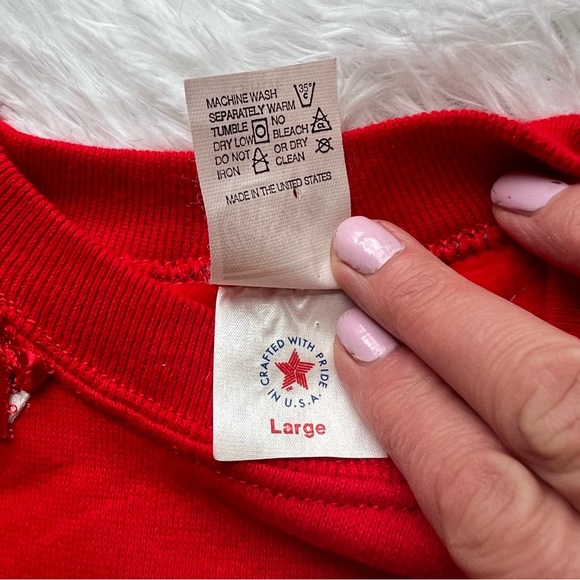 MACHINE WASH
SEPARATELY WARM 35° C
TUMBLE NO
DRY LOW BLEACH
DO NOT OR DRY
IRON CLEAN
MADE IN THE UNITED STATES
CRAFTED WITH PRIDE
IN U.S.A.
Large